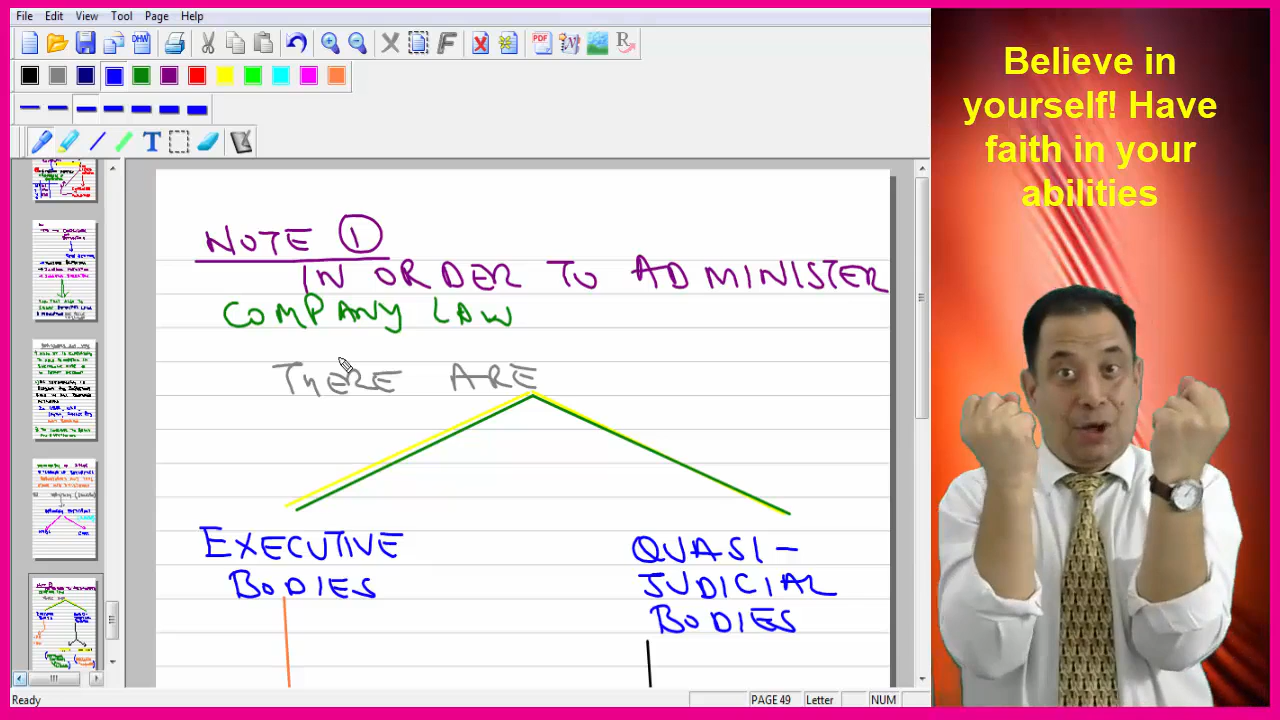 File Edit View Tool Page Help
NOTE 1
IN ORDER TO ADMINISTER
COMPANY LAW
THERE ARE
EXECUTIVE
BODIES
QUASI-
JUDICIAL
BODIES
Ready
PAGE 49 Letter NUM
Believe in
yourself! Have
faith in your
abilities